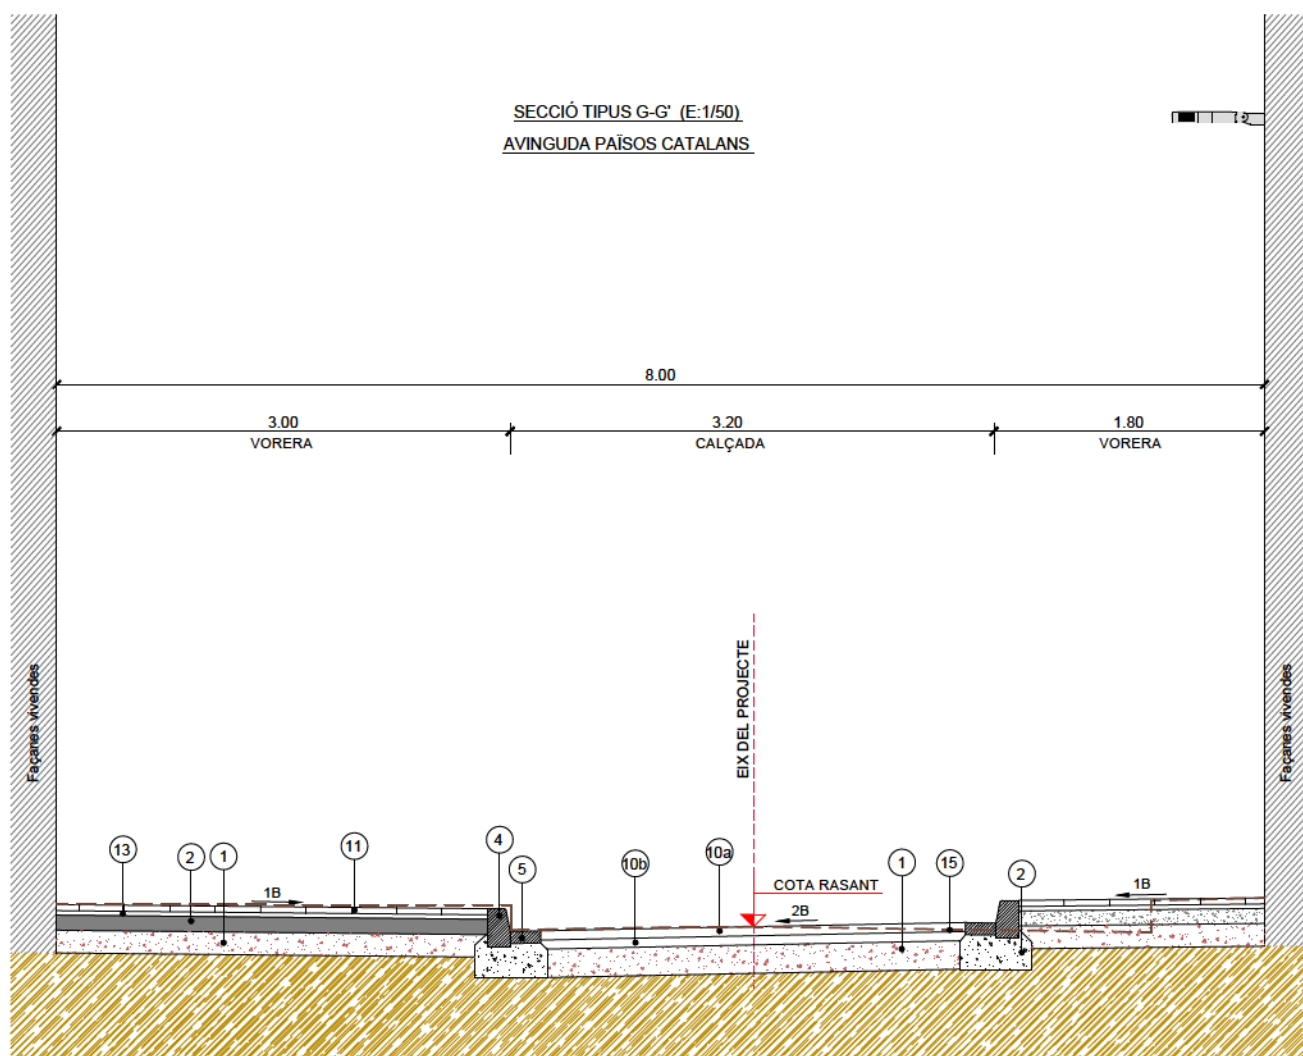 SECCIÓ TIPUS G-G' (E:1/50)
AVINGUDA PAÏSOS CATALANS
8.00
3.00
3.20
1.80
VORERA
CALÇADA
VORERA
EIX DEL PROJECTE
Façanes vivendes
Façanes vivendes
13
2
1
11
4
5
10b
10a
1
15
2
COTA RASANT
1B
2B
1B